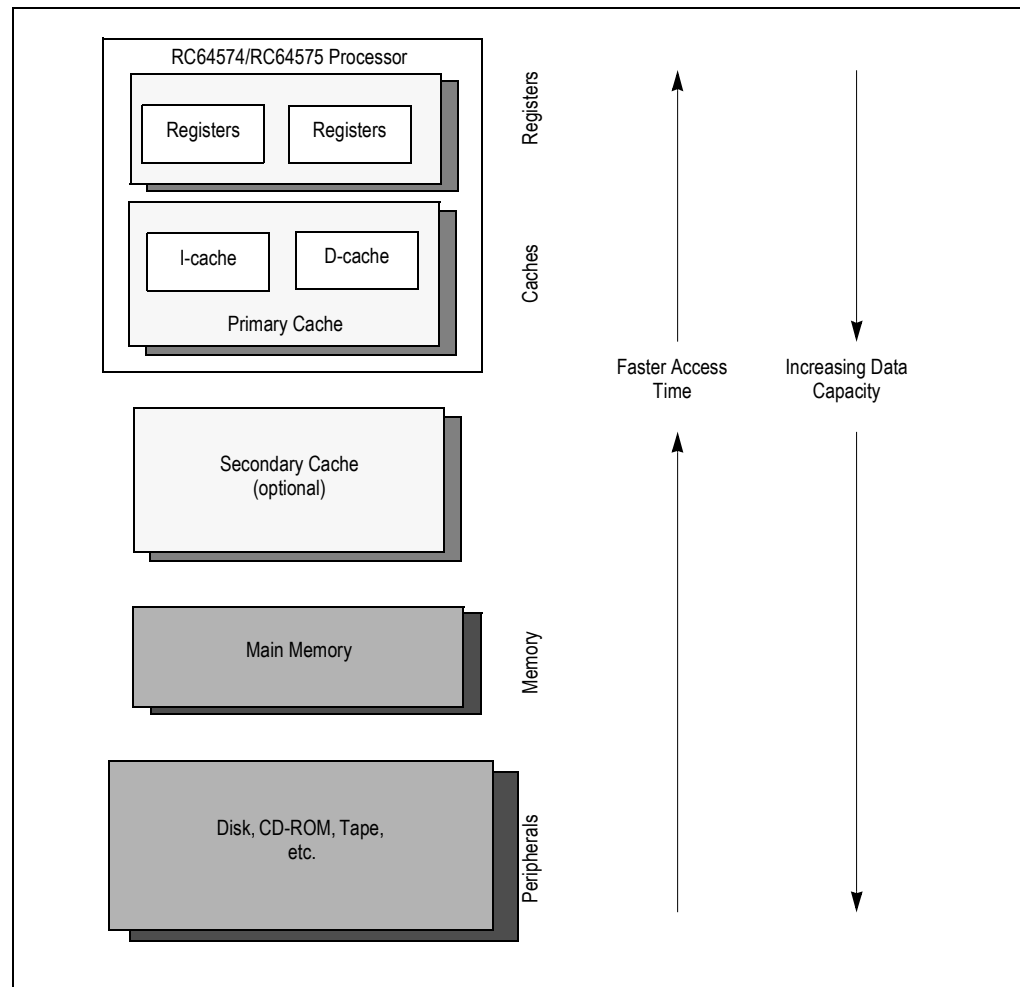 RC64574/RC64575 Processor
Registers
Registers
Registers
I-cache
D-cache
Primary Cache
Caches
Faster Access
Time
Increasing Data
Capacity
Secondary Cache
(optional)
Main Memory
Memory
Disk, CD-ROM, Tape,
etc.
Peripherals